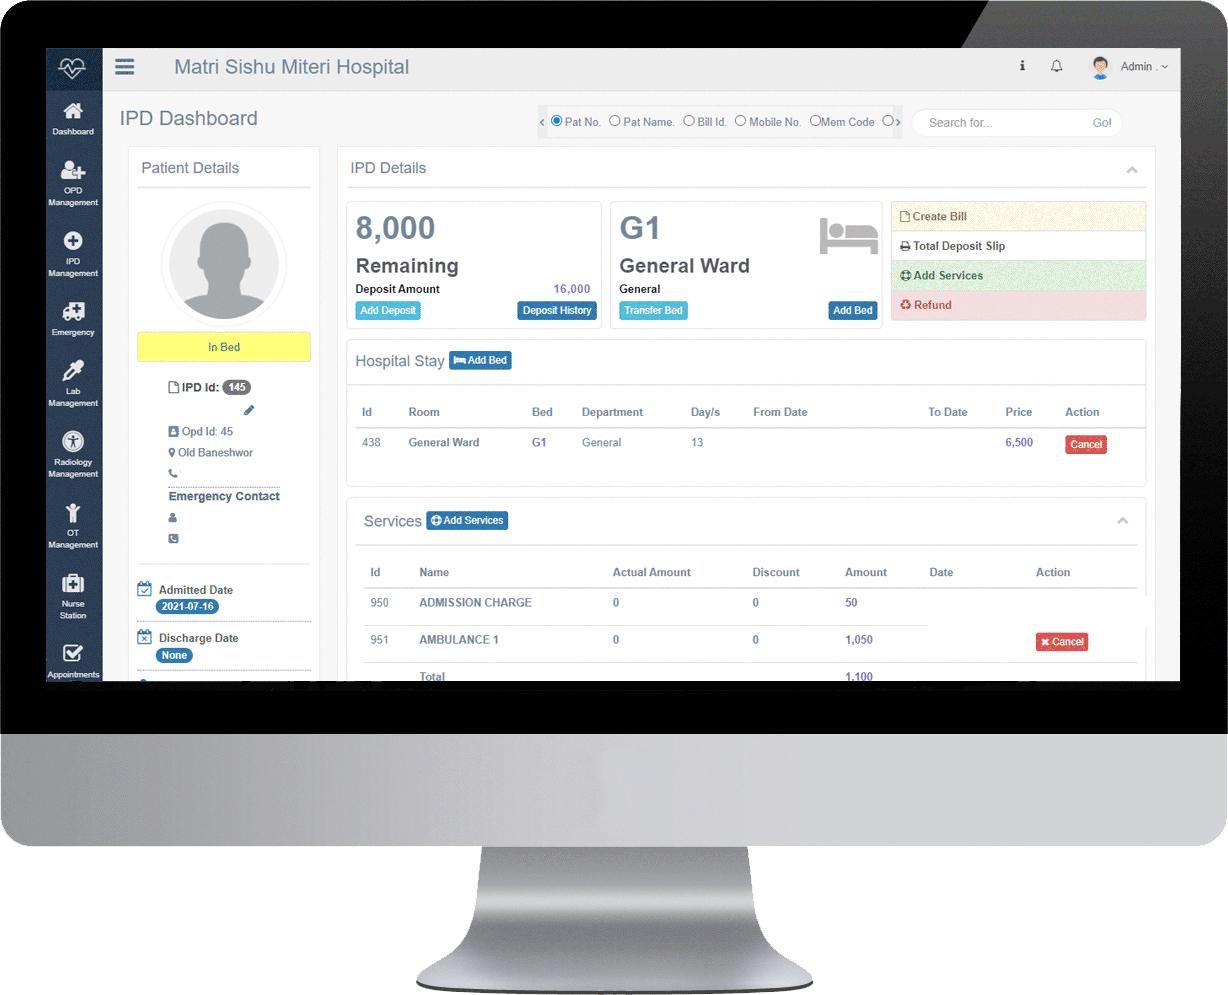 Matri Sishu Miteri Hospital
Admin .
Dashboard
OPD
Management
IPD
Management
Emergency
Lab
Management
Radiology
Management
OT
Management
Nurse
Station
Appointments
IPD Dashboard
Pat No. Pat Name. Bill Id. Mobile No. Mem Code
Search for... Go!
Patient Details
In Bed
IPD Id: 145
Opd Id: 45
Old Baneshwor
Emergency Contact
Admitted Date
2021-07-16
Discharge Date
None
IPD Details
8,000
Remaining
Deposit Amount 16,000
Add Deposit Deposit History
G1
General Ward
General
Transfer Bed Add Bed
Create Bill
Total Deposit Slip
Add Services
Refund
Hospital Stay Add Bed
Id Room Bed Department Day/s From Date To Date Price Action
438 General Ward G1 General 13 6,500 Cancel
Services Add Services
Id Name Actual Amount Discount Amount Date Action
950 ADMISSION CHARGE 0 0 50
951 AMBULANCE 1 0 0 1,050 Cancel
Total 1,100